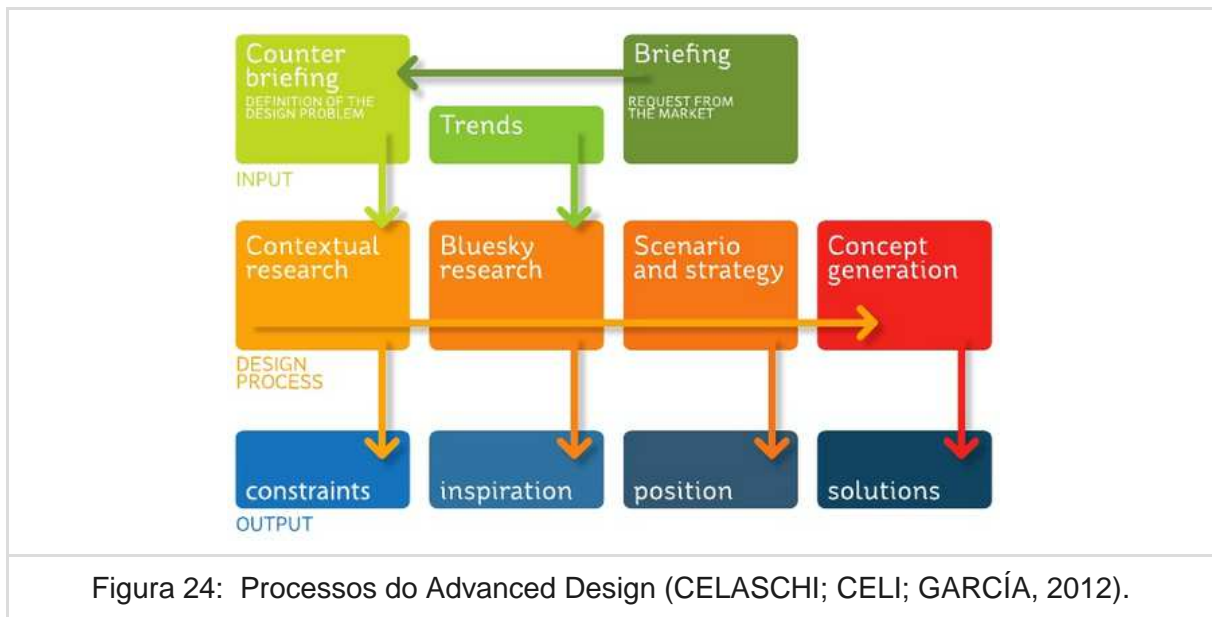 Counter
briefing
DEFINITION OF THE
DESIGN PROBLEM
Briefing
REQUEST FROM
THE MARKET
Trends
INPUT
Contextual
research
Bluesky
research
Scenario
and strategy
Concept
generation
DESIGN
PROCESS
constraints
inspiration
position
solutions
OUTPUT
Figura 24: Processos do Advanced Design (CELASCHI; CELI; GARCÍA, 2012).